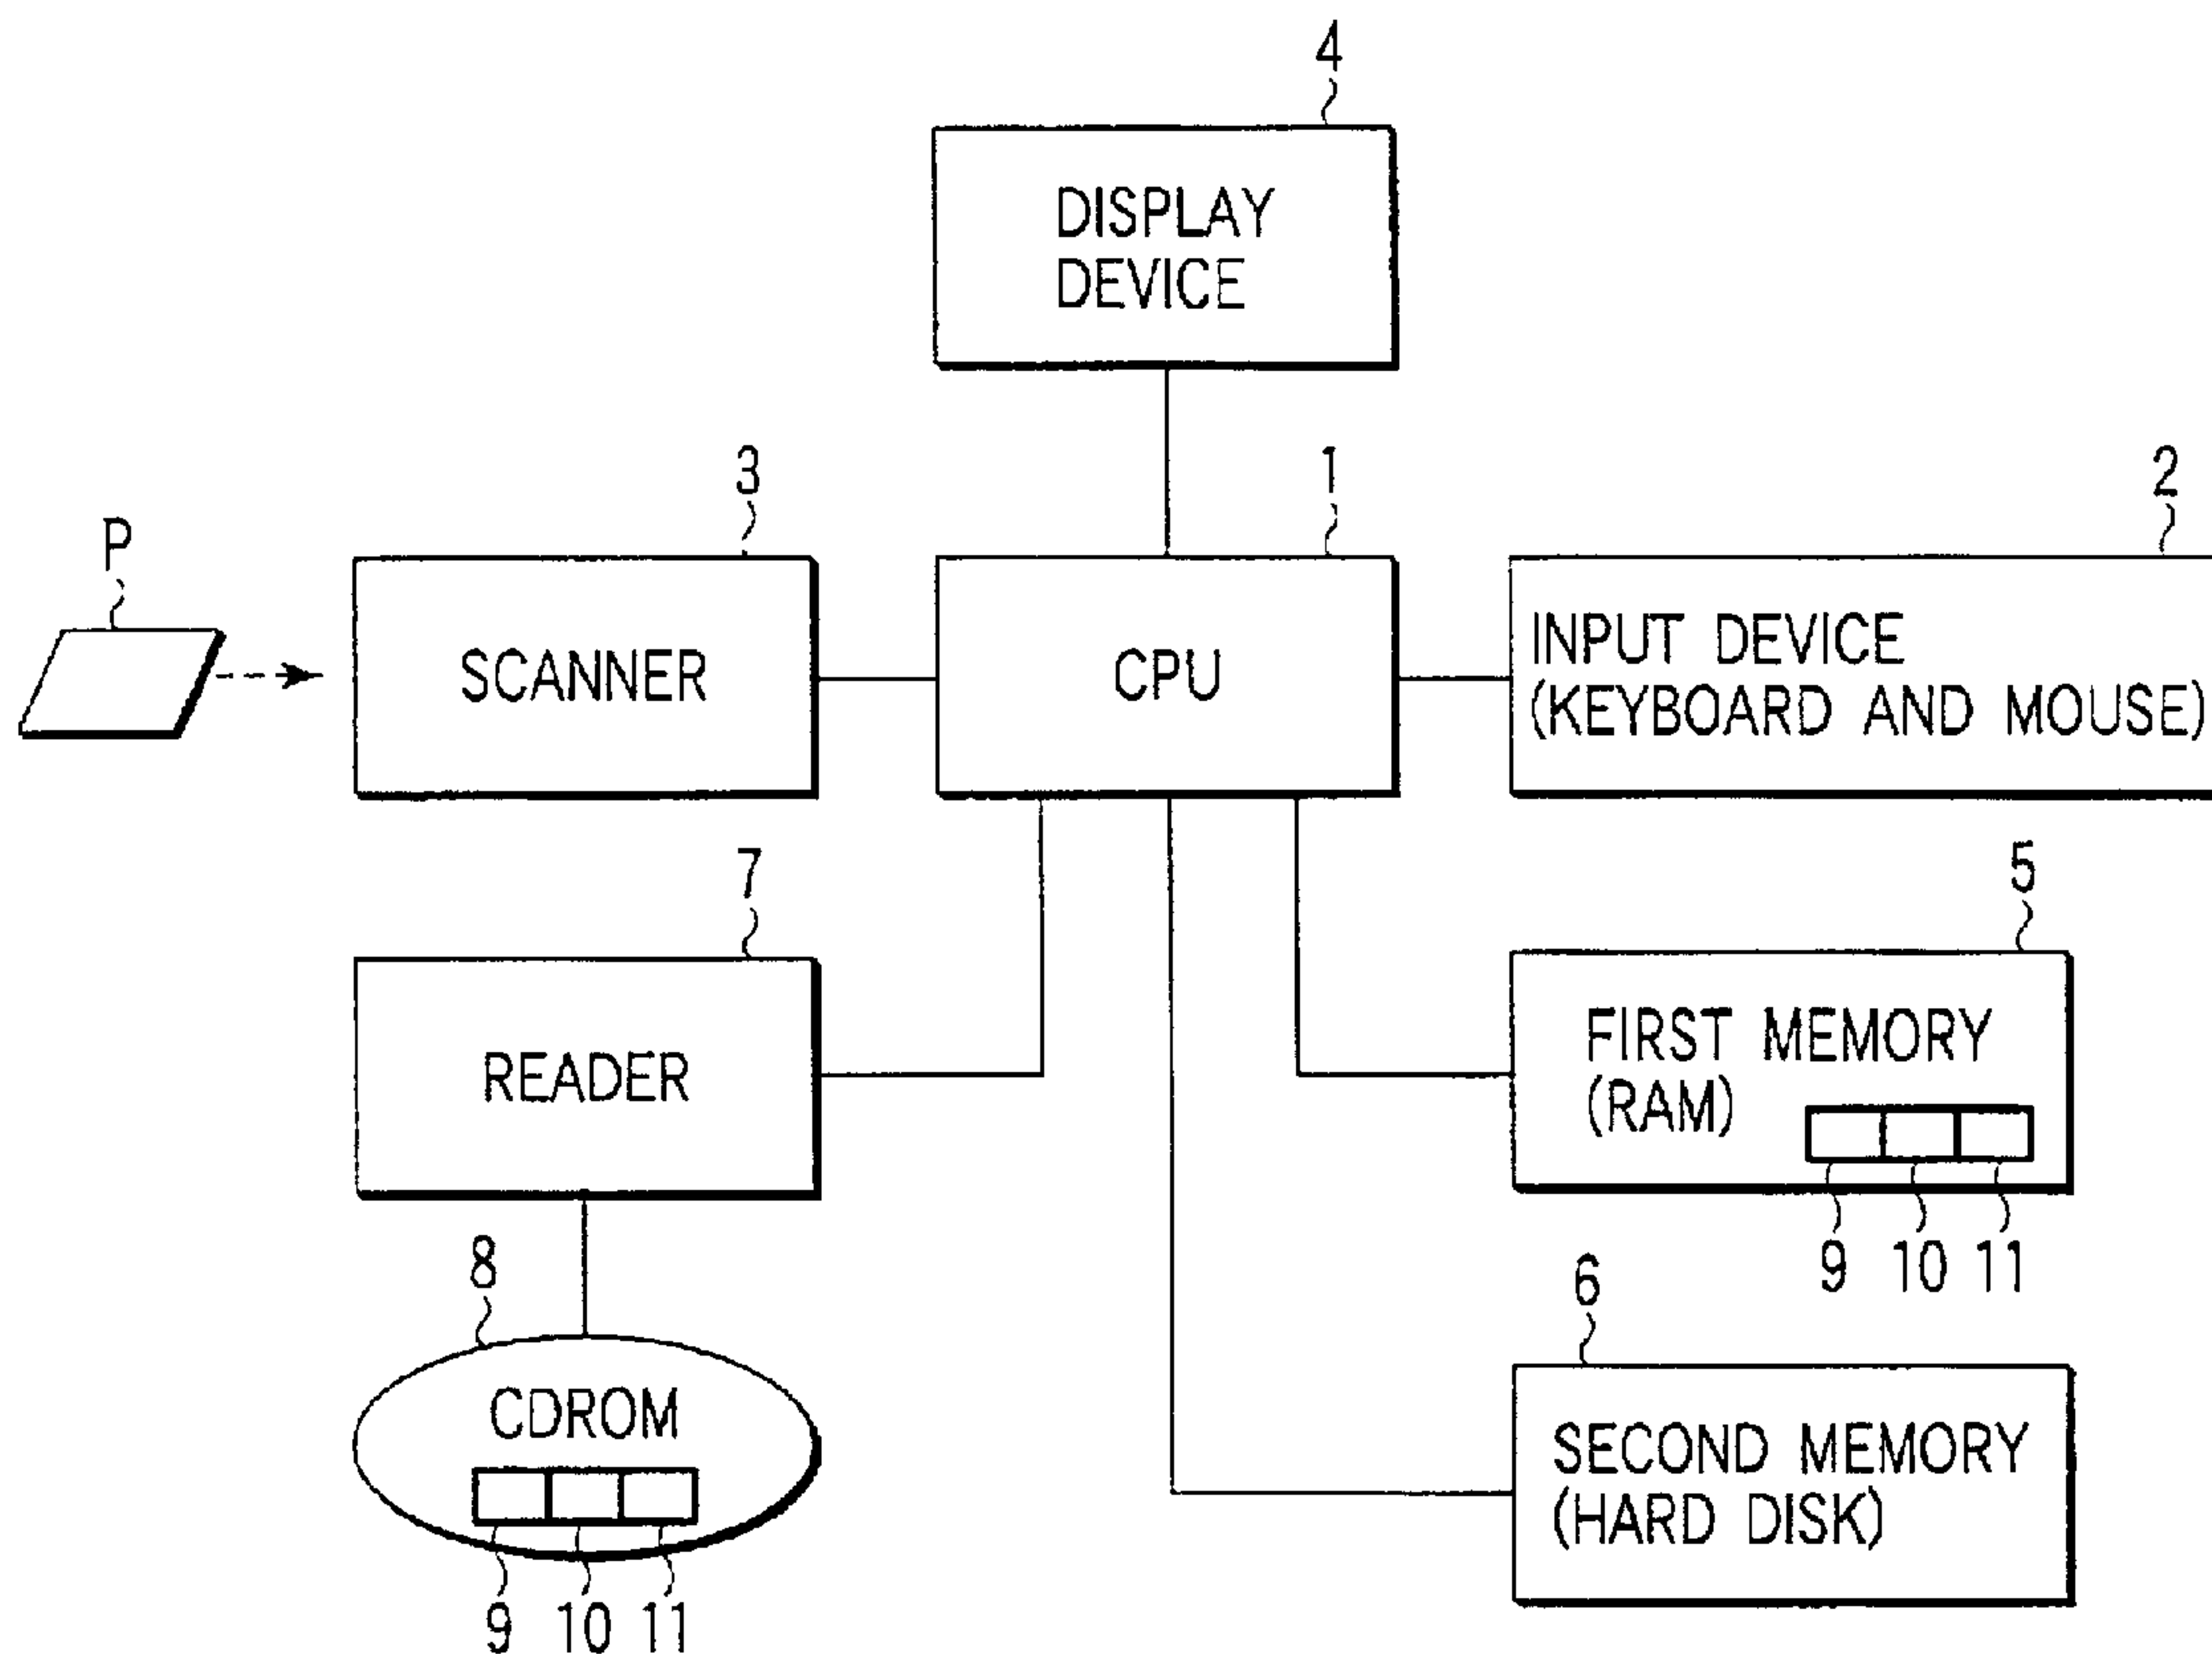 4
DISPLAY
DEVICE
3
1
2
P
SCANNER
CPU
INPUT DEVICE
(KEYBOARD AND MOUSE)
7
5
READER
FIRST MEMORY
(RAM)
9 10 11
8
CDROM
9 10 11
6
SECOND MEMORY
(HARD DISK)